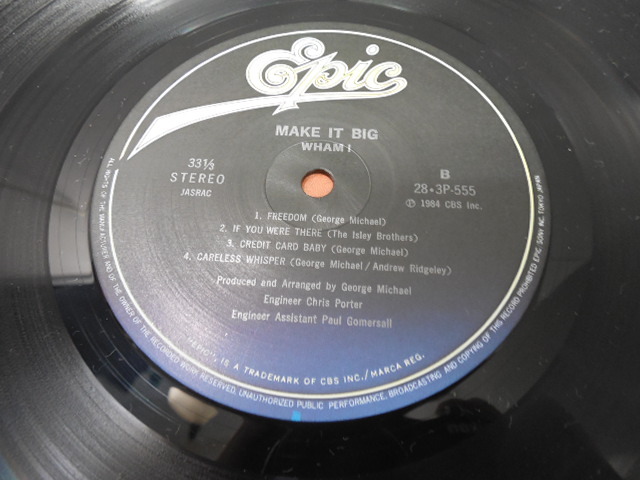 Epic
MAKE IT BIG
WHAM!
33⅓
STEREO
JASRAC
B
28•3P-555
Ⓟ 1984 CBS Inc.
1. FREEDOM (George Michael)
2. IF YOU WERE THERE (The Isley Brothers)
3. CREDIT CARD BABY (George Michael)
4. CARELESS WHISPER (George Michael/Andrew Ridgeley)
Produced and Arranged by George Michael
Engineer Chris Porter
Engineer Assistant Paul Gomersall
"EPIC", IS A TRADEMARK OF CBS INC./MARCA REG.
ALL RIGHTS OF THE MANUFACTURER AND OF THE OWNER OF THE RECORDED WORK RESERVED. UNAUTHORIZED PUBLIC PERFORMANCE, BROADCASTING AND COPYING OF THIS RECORD PROHIBITED EPIC/SONY INC. TOKYO JAPAN.